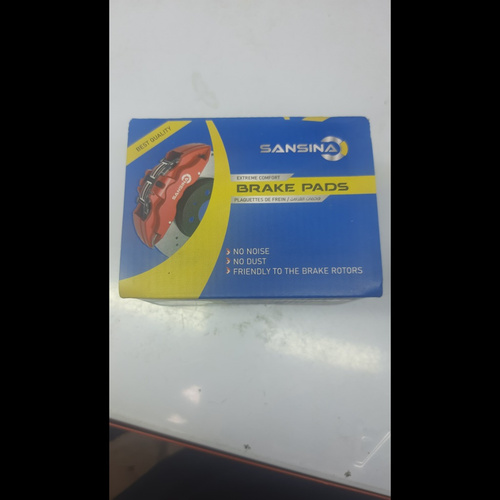 BEST QUALITY
SANSINA
SANSINA
EXTREME COMFORT
BRAKE PADS
PLAQUETTES DE FREIN /
NO NOISE
NO DUST
FRIENDLY TO THE BRAKE ROTORS